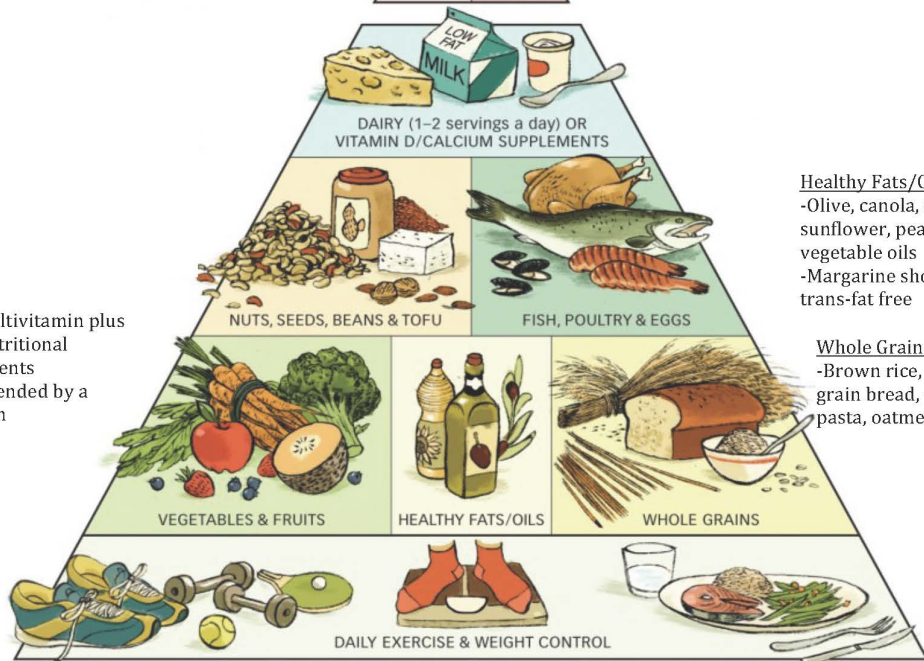 LOW
FAT
MILK
DAIRY (1–2 servings a day) OR
VITAMIN D/CALCIUM SUPPLEMENTS
Healthy Fats/O
-Olive, canola,
sunflower, pea
vegetable oils
-Margarine sho
trans-fat free
NUTS, SEEDS, BEANS & TOFU
FISH, POULTRY & EGGS
ltivitamin plus
tritional
ents
ended by a
n
Whole Grain
-Brown rice,
grain bread,
pasta, oatme
VEGETABLES & FRUITS
HEALTHY FATS/OILS
WHOLE GRAINS
DAILY EXERCISE & WEIGHT CONTROL